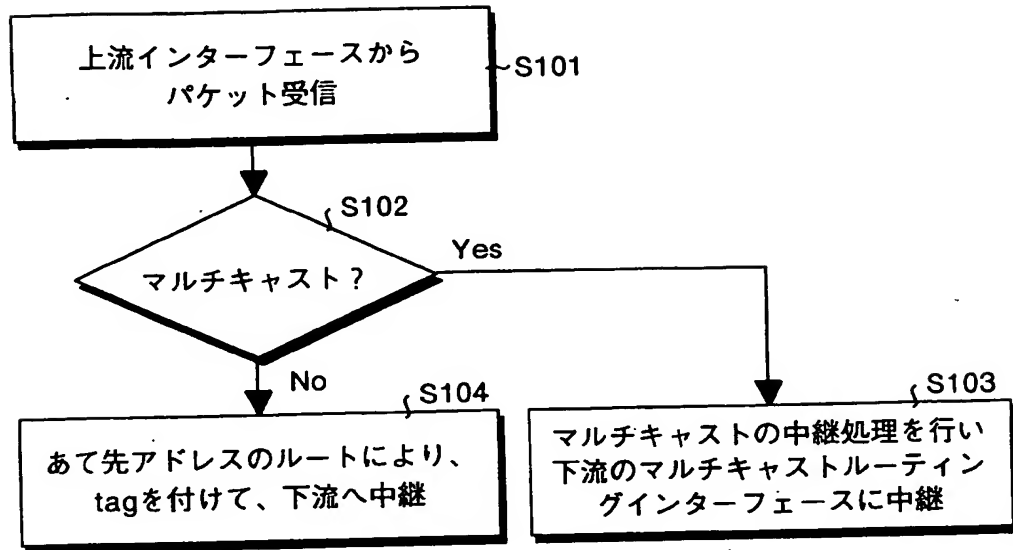 上流インターフェースから
パケット受信
S101
S102
マルチキャスト?
Yes
No
S104
あて先アドレスのルートにより、
tagを付けて、下流へ中継
S103
マルチキャストの中継処理を行い
下流のマルチキャストルーティン
グインターフェースに中継